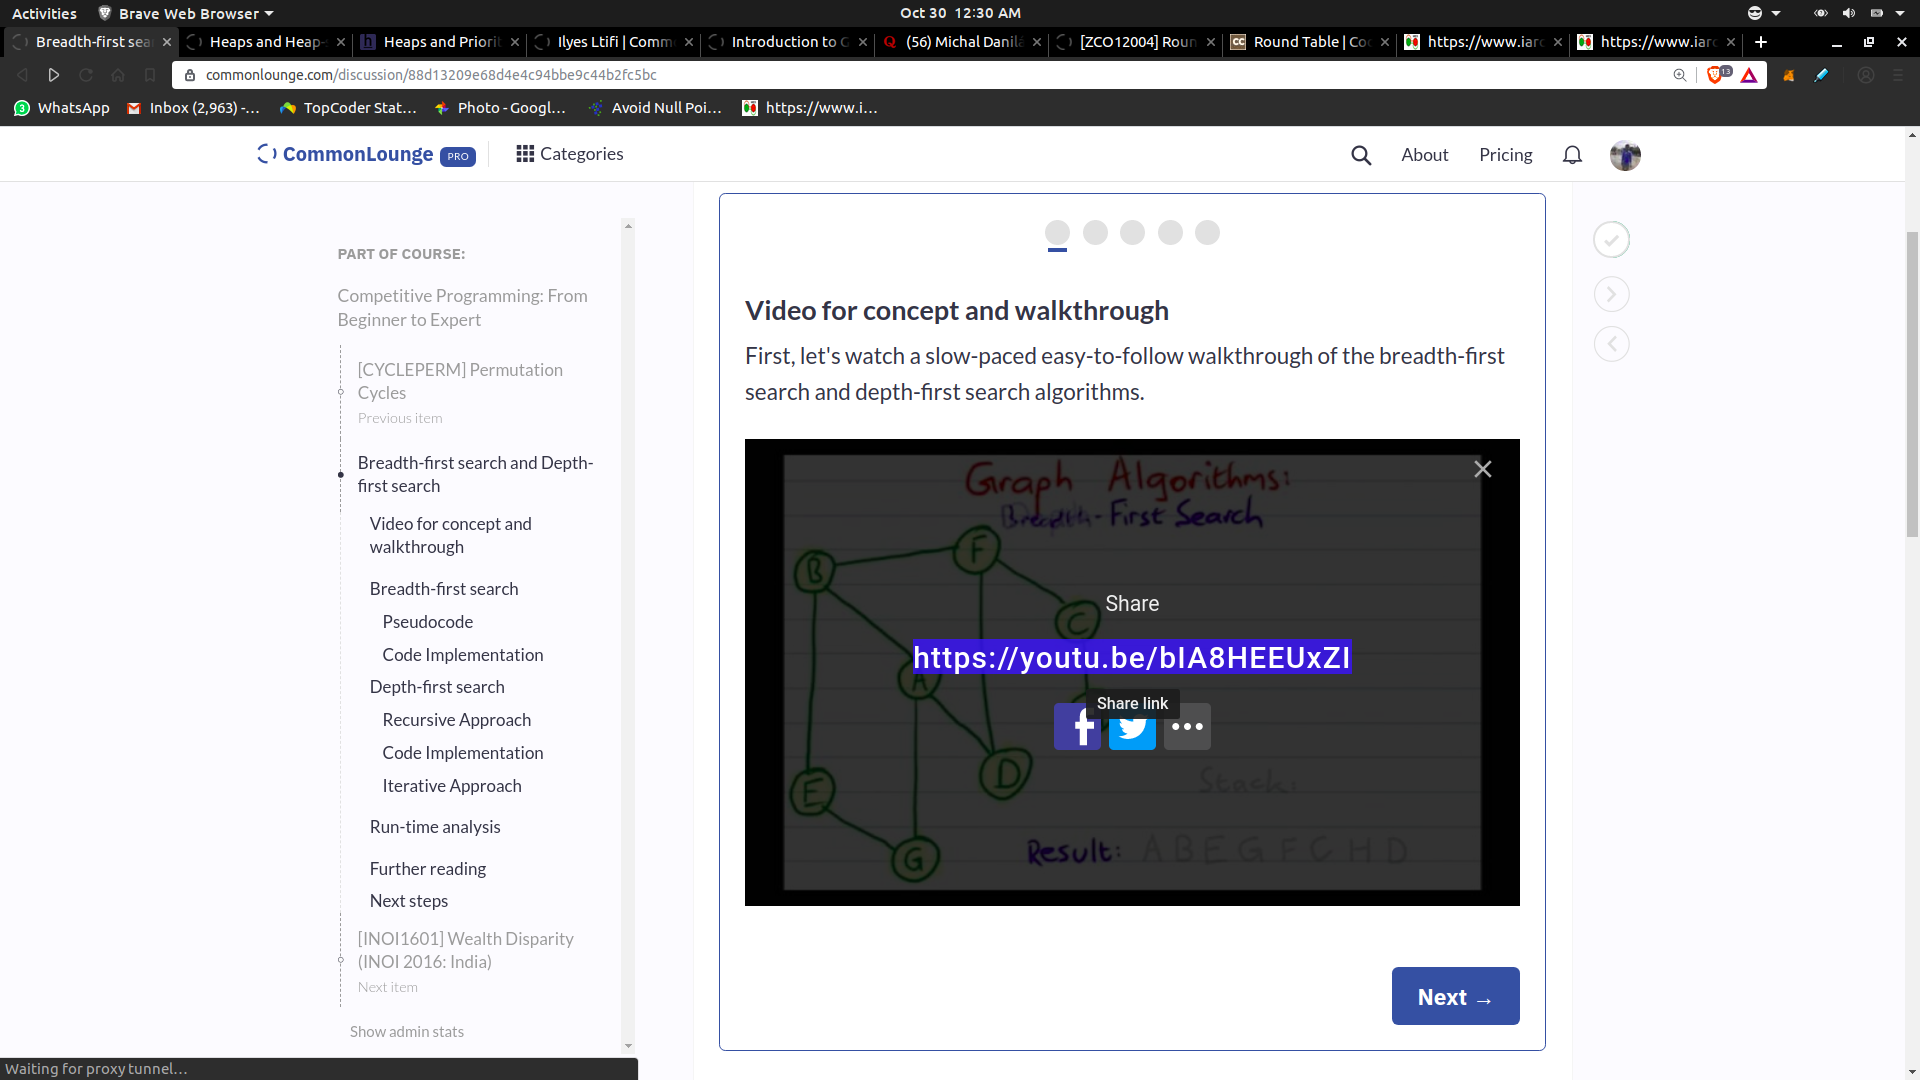 Activities
Brave Web Browser
Oct 30 12:30 AM
Breadth-first sea
Heaps and Heap-
Heaps and Priorit
Ilyes Ltifi | Comm
Introduction to G
(56) Michal Danilá
[ZCO12004] Roun
Round Table | Co
https://www.iarc
https://www.iarc
commonlounge.com/discussion/88d13209e68d4e4c94bbe9c44b2fc5bc
13
WhatsApp
Inbox (2,963) -...
TopCoder Stat...
Photo - Googl...
Avoid Null Poi...
https://www.i...
CommonLounge PRO
Categories
About
Pricing
PART OF COURSE:
Competitive Programming: From
Beginner to Expert
[CYCLEPERM] Permutation
Cycles
Previous item
Breadth-first search and Depth-
first search
Video for concept and
walkthrough
Breadth-first search
Pseudocode
Code Implementation
Depth-first search
Recursive Approach
Code Implementation
Iterative Approach
Run-time analysis
Further reading
Next steps
[INOI1601] Wealth Disparity
(INOI 2016: India)
Next item
Show admin stats
Waiting for proxy tunnel...
Video for concept and walkthrough
First, let's watch a slow-paced easy-to-follow walkthrough of the breadth-first
search and depth-first search algorithms.
Graph Algorithms:
Breadth-First Search
B
F
C
A
E
D
G
Share
https://youtu.be/bIA8HEEUxZI
Share link
Stack:
Result: A B E G F C H D
Next →